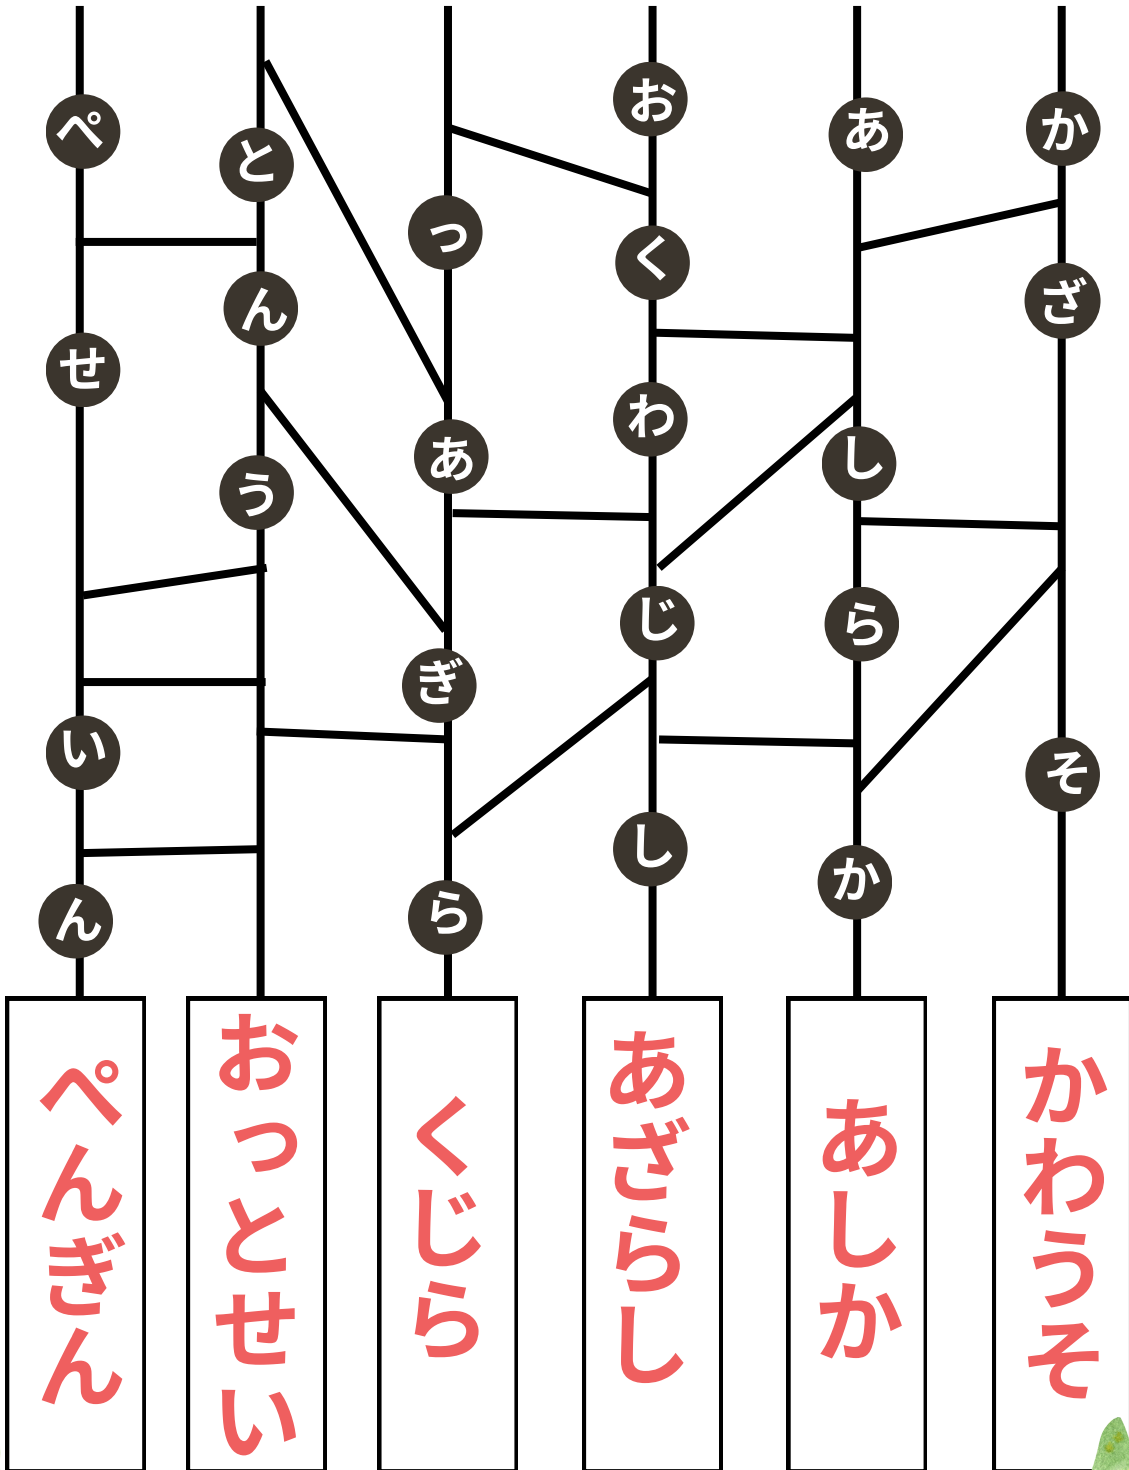 ぺ
せ
い
ん
と
ん
う
っ
あ
ぎ
ら
お
く
わ
じ
し
あ
し
ら
か
か
ざ
そ
ぺんぎん
おっとせい
くじら
あざらし
あしか
かわうそ